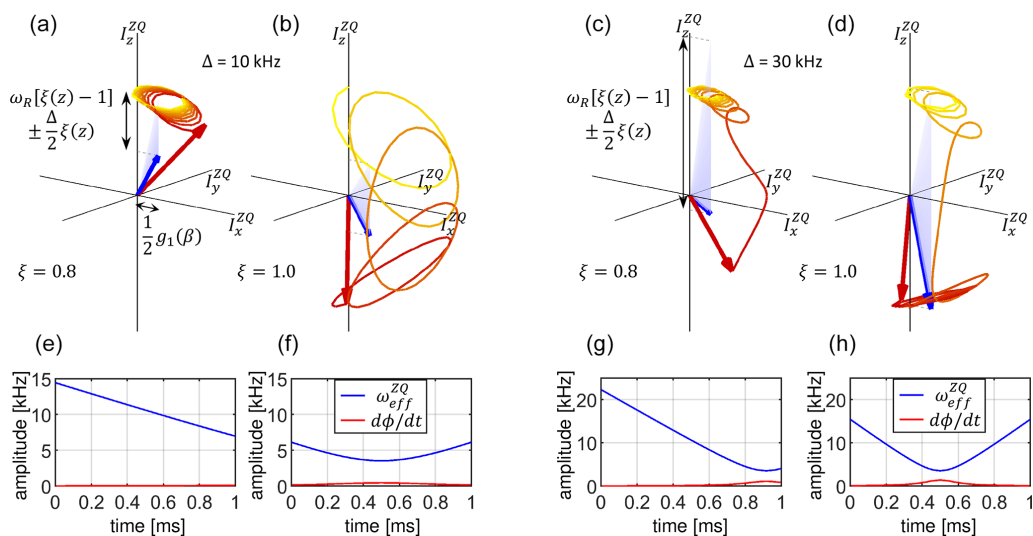 (a)
(b)
(c)
(d)
I_z^{ZQ}
Δ = 10 kHz
I_z^{ZQ}
Δ = 30 kHz
ω_R[ξ(z) − 1]
± Δ/2 ξ(z)
ω_R[ξ(z) − 1]
± Δ/2 ξ(z)
I_y^{ZQ}
I_x^{ZQ}
I_y^{ZQ}
I_x^{ZQ}
I_y^{ZQ}
I_x^{ZQ}
I_y^{ZQ}
I_x^{ZQ}
1/2 g_1(β)
ξ = 0.8
ξ = 1.0
ξ = 0.8
ξ = 1.0
(e)
(f)
(g)
(h)
amplitude [kHz]
15
10
5
0
0 0.2 0.4 0.6 0.8 1
time [ms]
amplitude [kHz]
15
10
5
0
0 0.2 0.4 0.6 0.8 1
time [ms]
ω_{eff}^{ZQ}
dϕ/dt
amplitude [kHz]
20
10
0
0 0.2 0.4 0.6 0.8 1
time [ms]
amplitude [kHz]
20
10
0
0 0.2 0.4 0.6 0.8 1
time [ms]
ω_{eff}^{ZQ}
dϕ/dt